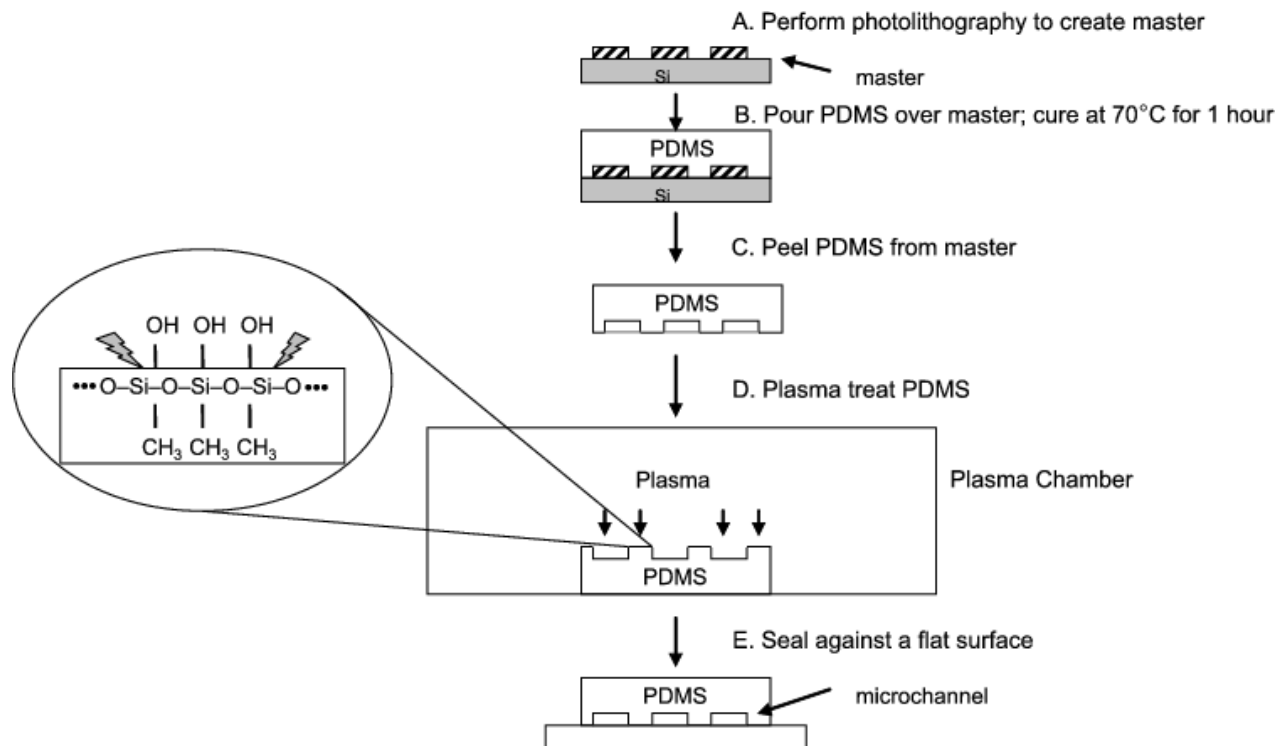 A. Perform photolithography to create master
Si
master
B. Pour PDMS over master; cure at 70°C for 1 hour
PDMS
Si
C. Peel PDMS from master
PDMS
OH OH OH
•••O–Si–O–Si–O–Si–O•••
CH₃ CH₃ CH₃
D. Plasma treat PDMS
Plasma
Plasma Chamber
PDMS
E. Seal against a flat surface
PDMS
microchannel